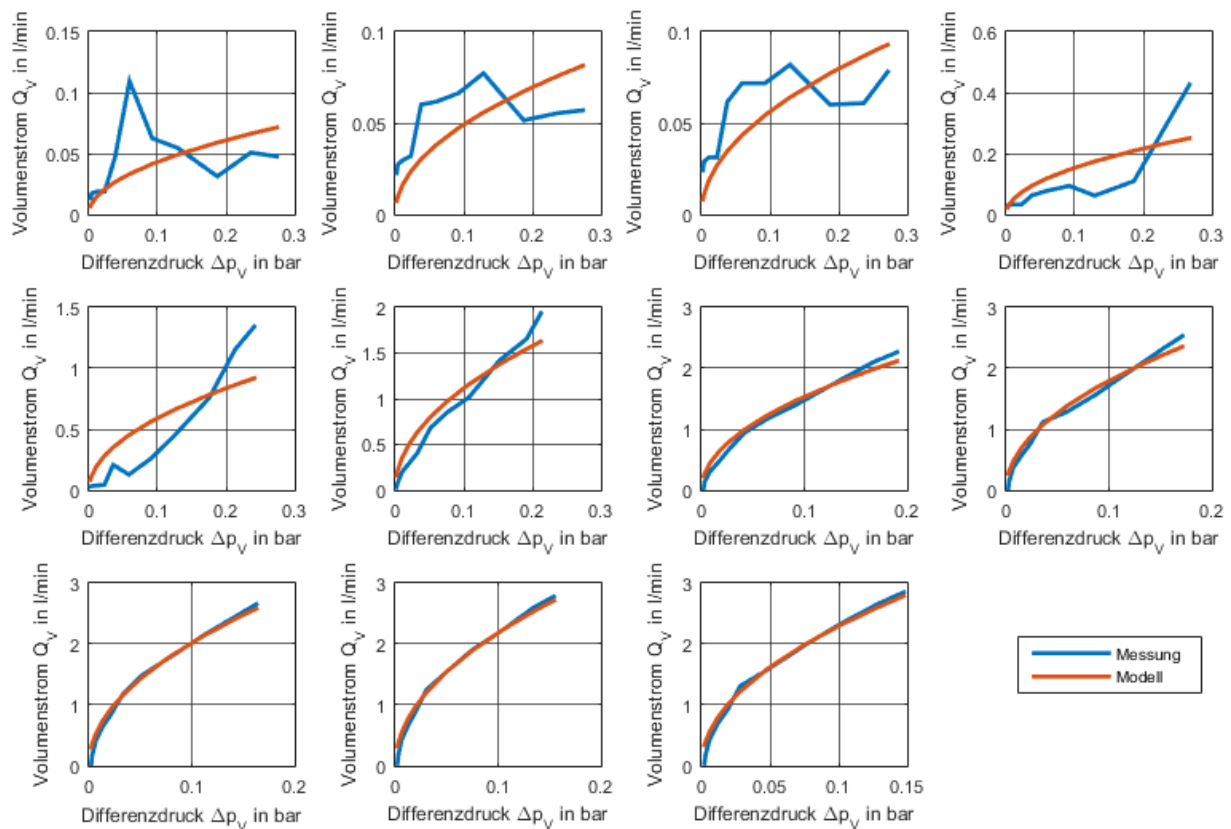 Volumenstrom Q_V in l/min
0.15
0.1
0.05
0
0 0.1 0.2 0.3
Differenzdruck Δp_V in bar
Volumenstrom Q_V in l/min
0.1
0.05
0
0 0.1 0.2 0.3
Differenzdruck Δp_V in bar
Volumenstrom Q_V in l/min
0.1
0.05
0
0 0.1 0.2 0.3
Differenzdruck Δp_V in bar
Volumenstrom Q_V in l/min
0.6
0.4
0.2
0
0 0.1 0.2 0.3
Differenzdruck Δp_V in bar
Volumenstrom Q_V in l/min
1.5
1
0.5
0
0 0.1 0.2 0.3
Differenzdruck Δp_V in bar
Volumenstrom Q_V in l/min
2
1.5
1
0.5
0
0 0.1 0.2 0.3
Differenzdruck Δp_V in bar
Volumenstrom Q_V in l/min
3
2
1
0
0 0.1 0.2
Differenzdruck Δp_V in bar
Volumenstrom Q_V in l/min
3
2
1
0
0 0.1 0.2
Differenzdruck Δp_V in bar
Volumenstrom Q_V in l/min
3
2
1
0
0 0.1 0.2
Differenzdruck Δp_V in bar
Volumenstrom Q_V in l/min
3
2
1
0
0 0.1 0.2
Differenzdruck Δp_V in bar
Volumenstrom Q_V in l/min
3
2
1
0
0 0.05 0.1 0.15
Differenzdruck Δp_V in bar
Messung
Modell